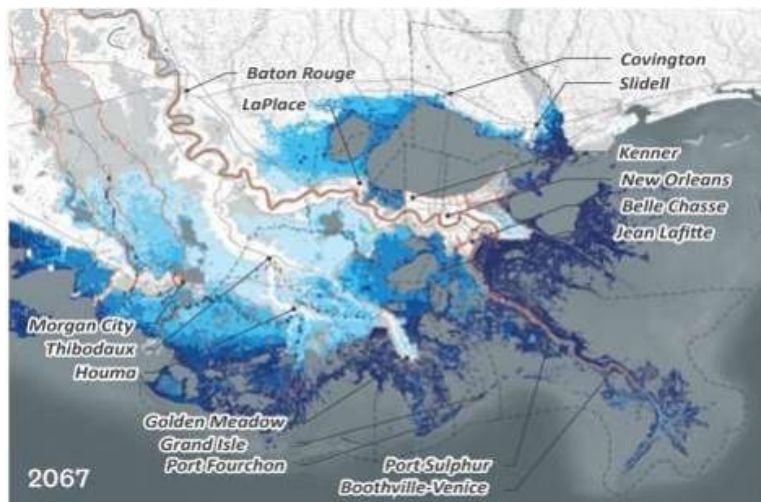 Baton Rouge
LaPlace
Covington
Slidell
Kenner
New Orleans
Belle Chasse
Jean Lafitte
Morgan City
Thibodaux
Houma
Golden Meadow
Grand Isle
Port Fourchon
Port Sulphur
Boothville-Venice
2067